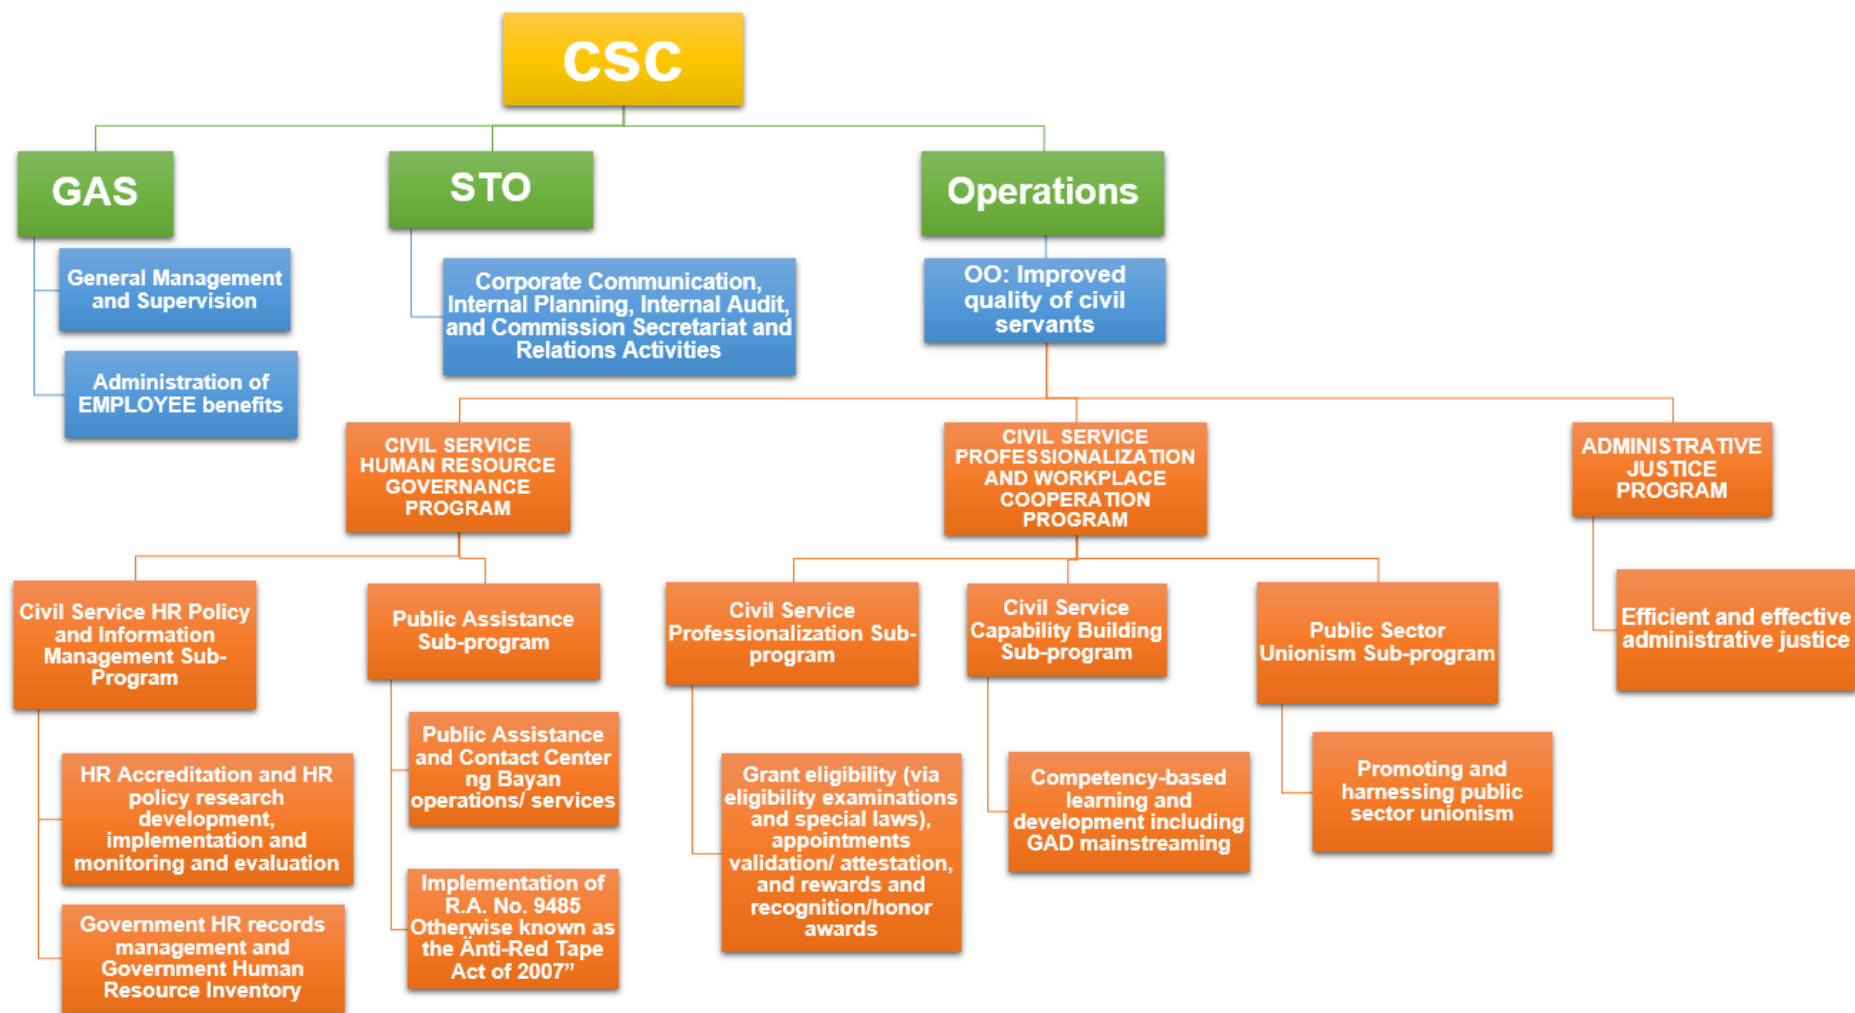 CSC
GAS
STO
Operations
General Management
and Supervision
Administration of
EMPLOYEE benefits
Corporate Communication,
Internal Planning, Internal Audit,
and Commission Secretariat and
Relations Activities
OO: Improved
quality of civil
servants
CIVIL SERVICE
HUMAN RESOURCE
GOVERNANCE
PROGRAM
CIVIL SERVICE
PROFESSIONALIZATION
AND WORKPLACE
COOPERATION
PROGRAM
ADMINISTRATIVE
JUSTICE
PROGRAM
Civil Service HR Policy
and Information
Management Sub-
Program
Public Assistance
Sub-program
Civil Service
Professionalization Sub-
program
Civil Service
Capability Building
Sub-program
Public Sector
Unionism Sub-program
Efficient and effective
administrative justice
HR Accreditation and HR
policy research
development,
implementation and
monitoring and evaluation
Government HR records
management and
Government Human
Resource Inventory
Public Assistance
and Contact Center
ng Bayan
operations/ services
Implementation of
R.A. No. 9485
Otherwise known as
the Änti-Red Tape
Act of 2007”
Grant eligibility (via
eligibility examinations
and special laws),
appointments
validation/ attestation,
and rewards and
recognition/honor
awards
Competency-based
learning and
development including
GAD mainstreaming
Promoting and
harnessing public
sector unionism